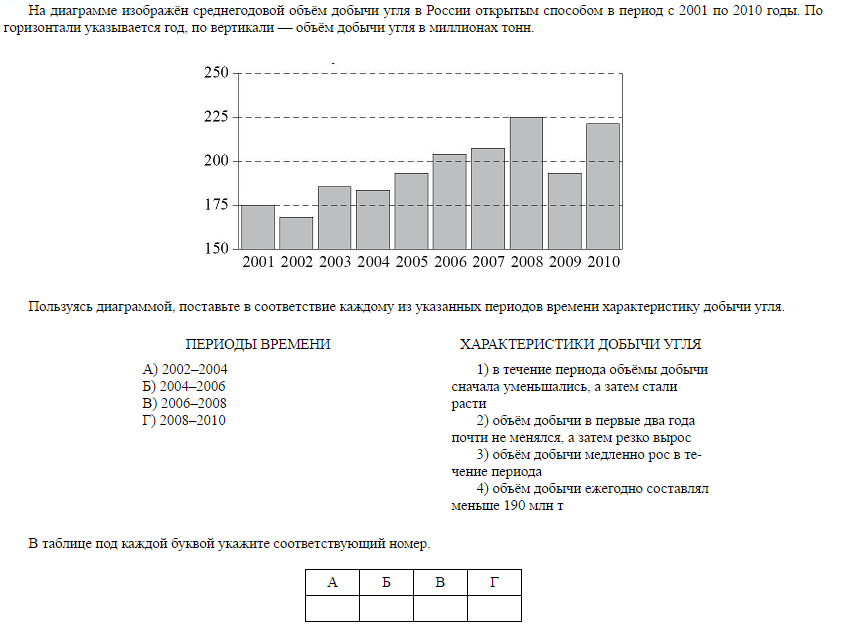 На диаграмме изображён среднегодовой объём добычи угля в России открытым способом в период с 2001 по 2010 годы. По
горизонтали указывается год, по вертикали — объём добычи угля в миллионах тонн.
250
225
200
175
150
2001 2002 2003 2004 2005 2006 2007 2008 2009 2010
Пользуясь диаграммой, поставьте в соответствие каждому из указанных периодов времени характеристику добычи угля.
ПЕРИОДЫ ВРЕМЕНИ
А) 2002–2004
Б) 2004–2006
В) 2006–2008
Г) 2008–2010
ХАРАКТЕРИСТИКИ ДОБЫЧИ УГЛЯ
1) в течение периода объёмы добычи
сначала уменьшались, а затем стали
расти
2) объём добычи в первые два года
почти не менялся, а затем резко вырос
3) объём добычи медленно рос в те-
чение периода
4) объём добычи ежегодно составлял
меньше 190 млн т
В таблице под каждой буквой укажите соответствующий номер.
А Б В Г